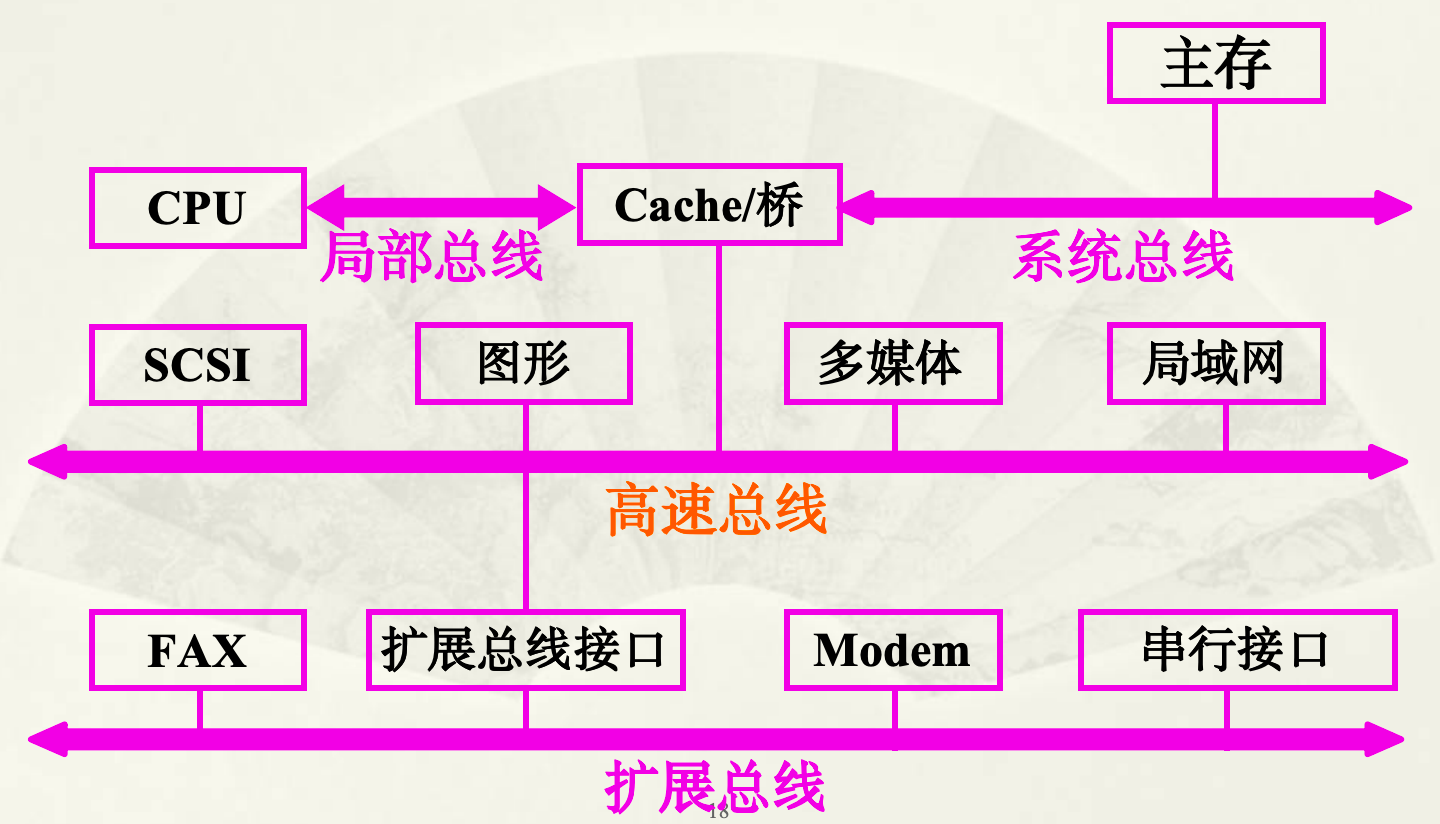 主存
CPU
Cache/桥
局部总线
系统总线
SCSI
图形
多媒体
局域网
高速总线
FAX
扩展总线接口
Modem
串行接口
扩展总线
18